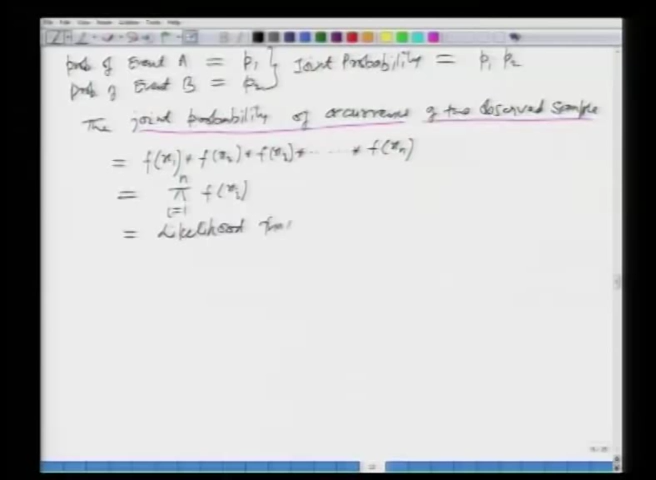 prob. of Event A = p₁ } Joint Probability = p₁ p₂
prob. of Event B = p₂
The joint probability of occurrence of the observed sample
= f(x₁) * f(x₂) * f(x₃) * ...... * f(xₙ)
= π f(xᵢ)
n
i=1
= Likelihood